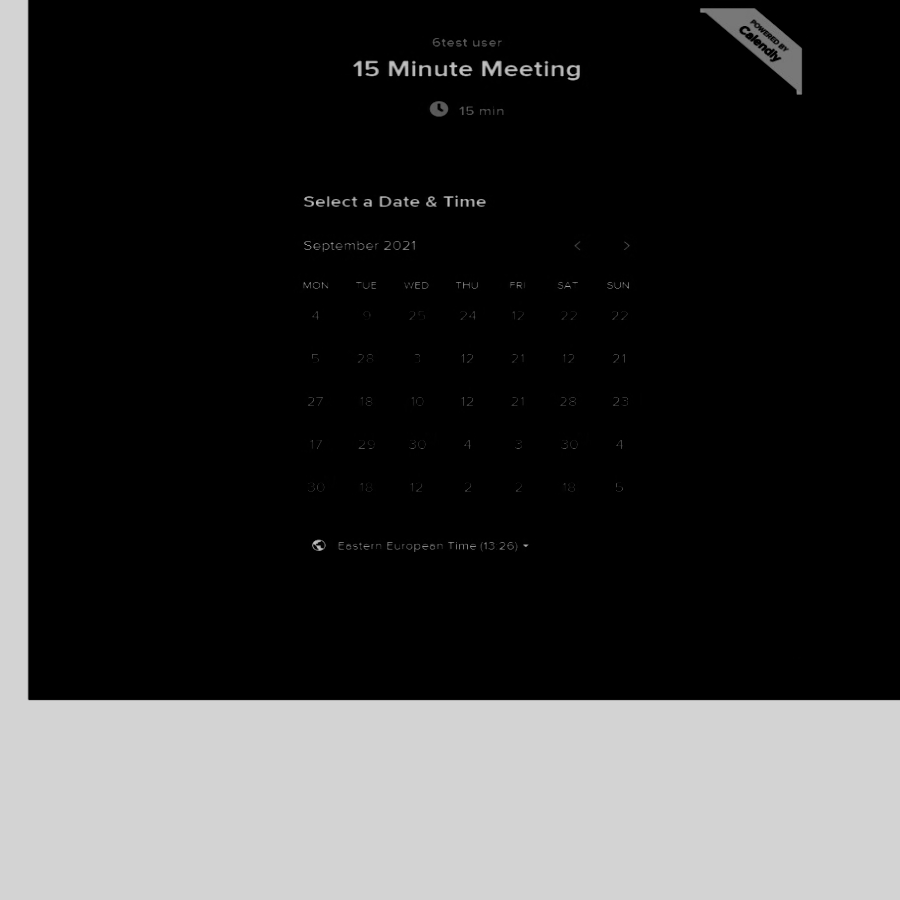 6test user
15 Minute Meeting
15 min
POWERED BY
Calendly
Select a Date & Time
September 2021
< >
MON TUE WED THU FRI SAT SUN
4 9 25 24 12 22 22
5 28 3 12 21 12 21
27 18 10 12 21 28 23
17 29 30 4 3 30 4
30 18 12 2 2 18 5
Eastern European Time (13:26)